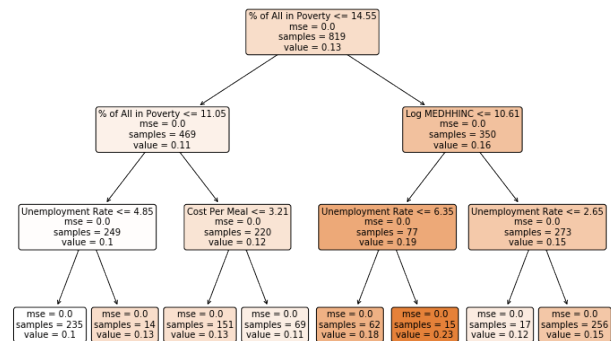 % of All in Poverty <= 14.55
mse = 0.0
samples = 819
value = 0.13
% of All in Poverty <= 11.05
mse = 0.0
samples = 469
value = 0.11
Log MEDHHINC <= 10.61
mse = 0.0
samples = 350
value = 0.16
Unemployment Rate <= 4.85
mse = 0.0
samples = 249
value = 0.1
Cost Per Meal <= 3.21
mse = 0.0
samples = 220
value = 0.12
Unemployment Rate <= 6.35
mse = 0.0
samples = 77
value = 0.19
Unemployment Rate <= 2.65
mse = 0.0
samples = 273
value = 0.15
mse = 0.0
samples = 235
value = 0.1
mse = 0.0
samples = 14
value = 0.13
mse = 0.0
samples = 151
value = 0.13
mse = 0.0
samples = 69
value = 0.11
mse = 0.0
samples = 62
value = 0.18
mse = 0.0
samples = 15
value = 0.23
mse = 0.0
samples = 17
value = 0.12
mse = 0.0
samples = 256
value = 0.15